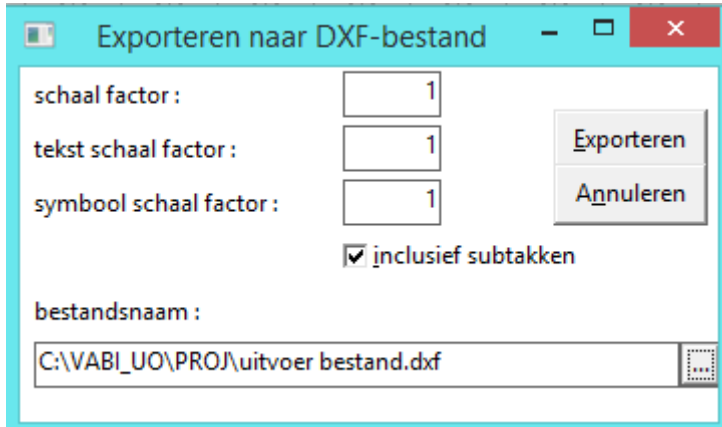 Exporteren naar DXF-bestand
schaal factor : 1
tekst schaal factor : 1
symbool schaal factor : 1
Exporteren
Annuleren
inclusief subtakken
bestandsnaam :
C:\VABI_UO\PROJ\uitvoer bestand.dxf ...